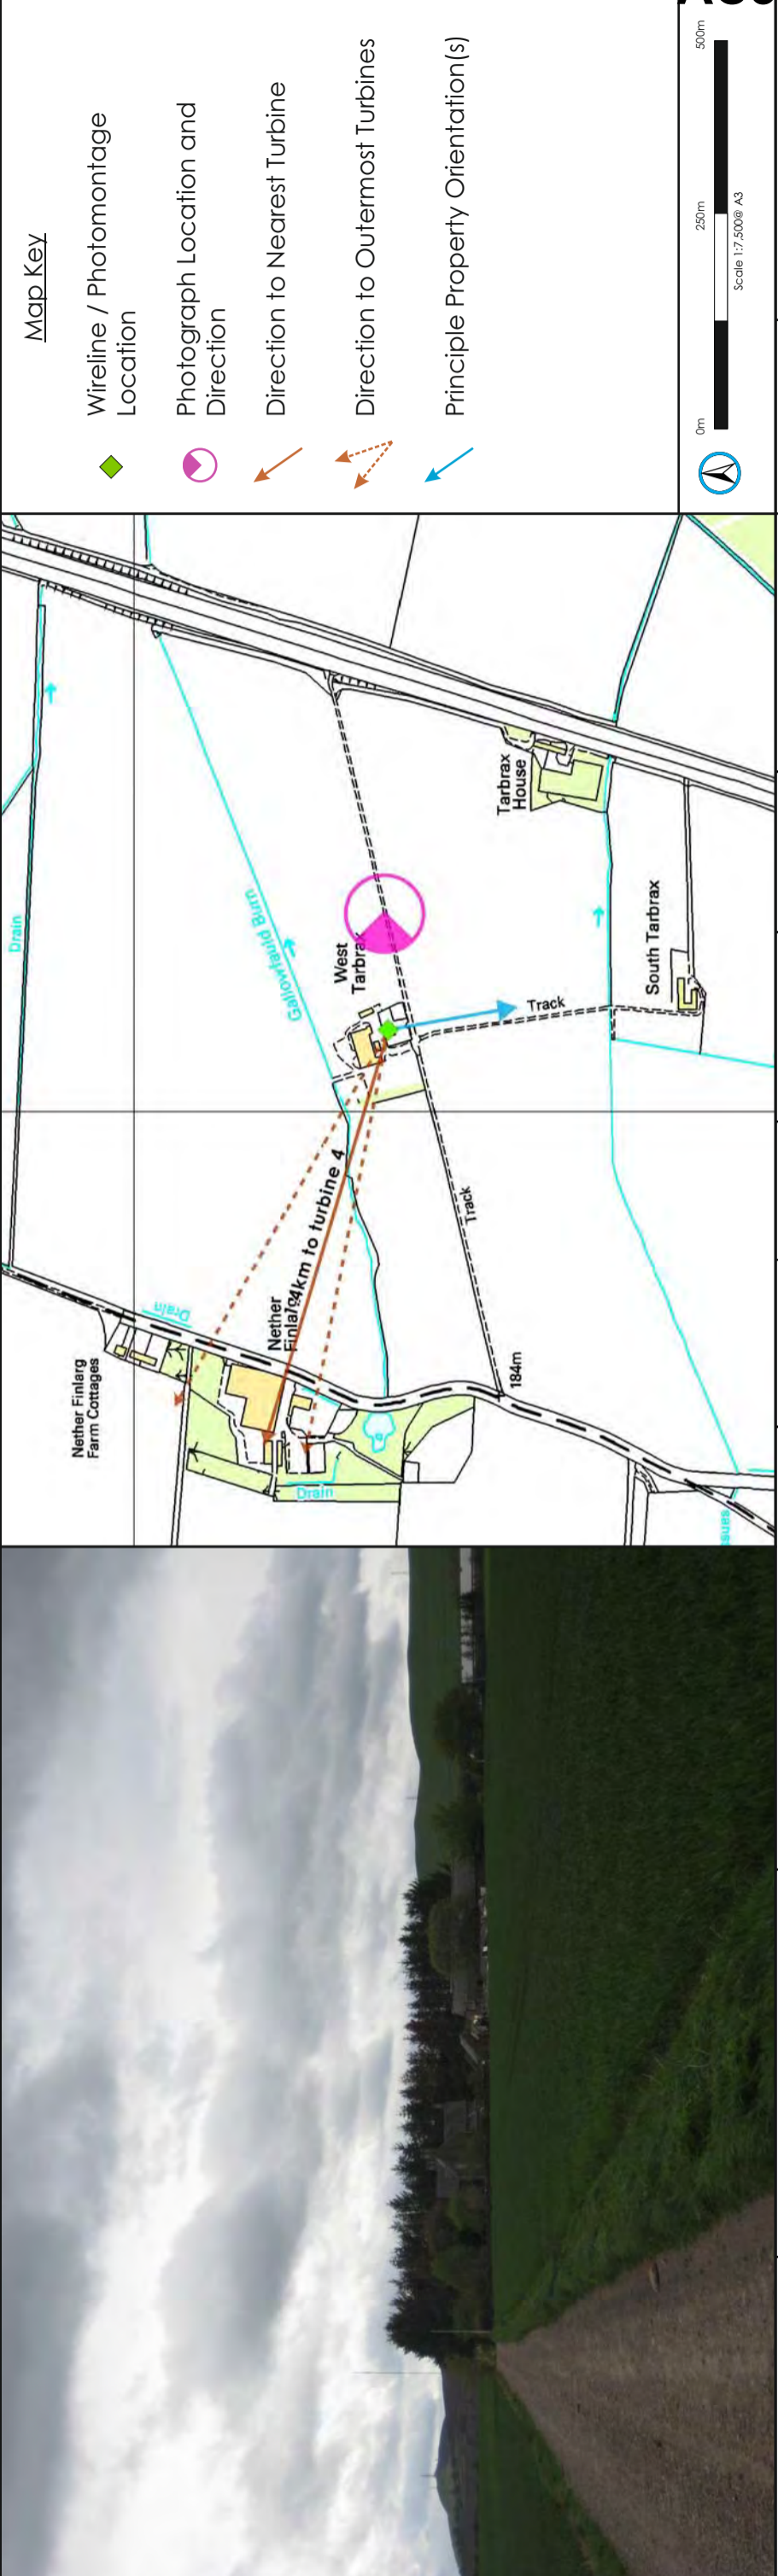 Map Key
Wireline / Photomontage
Location
Photograph Location and
Direction
Direction to Nearest Turbine
Direction to Outermost Turbines
Principle Property Orientation(s)
0m
250m
500m
Scale 1:7,500@ A3
Drain
Gallowfauld Burn
West
Tarbrax
Tarbrax
House
South Tarbrax
Track
Track
184m
Nether Finlarg
Farm Cottages
Drain
Nether
km to turbine 4
Drain